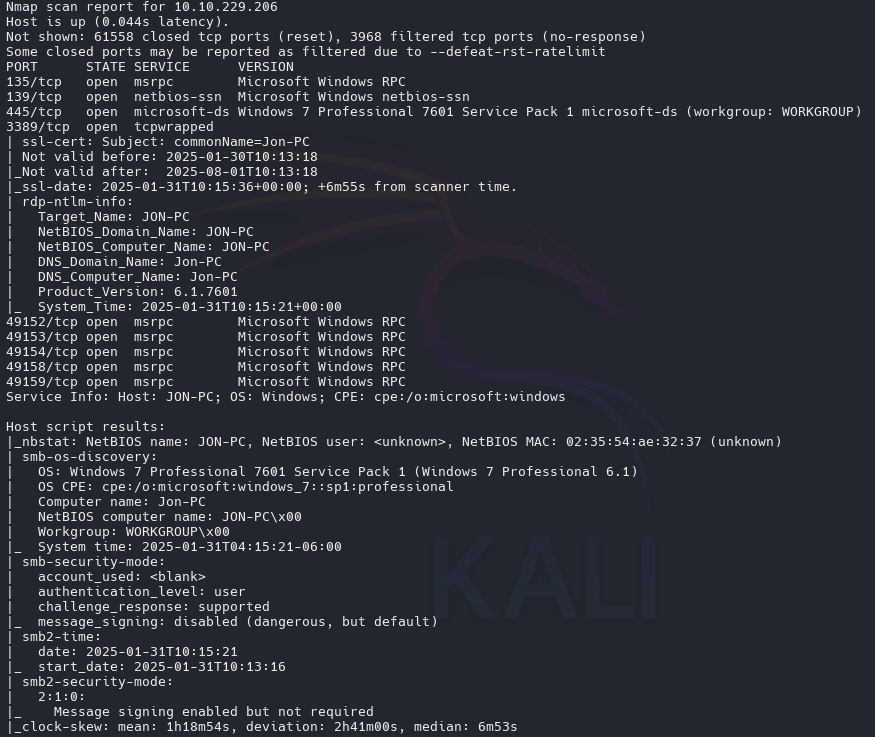 Nmap scan report for 10.10.229.206
Host is up (0.044s latency).
Not shown: 61558 closed tcp ports (reset), 3968 filtered tcp ports (no-response)
Some closed ports may be reported as filtered due to --defeat-rst-ratelimit
PORT      STATE SERVICE      VERSION
135/tcp   open  msrpc        Microsoft Windows RPC
139/tcp   open  netbios-ssn  Microsoft Windows netbios-ssn
445/tcp   open  microsoft-ds Windows 7 Professional 7601 Service Pack 1 microsoft-ds (workgroup: WORKGROUP)
3389/tcp  open  tcpwrapped
| ssl-cert: Subject: commonName=Jon-PC
| Not valid before: 2025-01-30T10:13:18
|_Not valid after:  2025-08-01T10:13:18
|_ssl-date: 2025-01-31T10:15:36+00:00; +6m55s from scanner time.
| rdp-ntlm-info:
|   Target_Name: JON-PC
|   NetBIOS_Domain_Name: JON-PC
|   NetBIOS_Computer_Name: JON-PC
|   DNS_Domain_Name: Jon-PC
|   DNS_Computer_Name: Jon-PC
|   Product_Version: 6.1.7601
|_  System_Time: 2025-01-31T10:15:21+00:00
49152/tcp open  msrpc        Microsoft Windows RPC
49153/tcp open  msrpc        Microsoft Windows RPC
49154/tcp open  msrpc        Microsoft Windows RPC
49158/tcp open  msrpc        Microsoft Windows RPC
49159/tcp open  msrpc        Microsoft Windows RPC
Service Info: Host: JON-PC; OS: Windows; CPE: cpe:/o:microsoft:windows

Host script results:
|_nbstat: NetBIOS name: JON-PC, NetBIOS user: <unknown>, NetBIOS MAC: 02:35:54:ae:32:37 (unknown)
| smb-os-discovery:
|   OS: Windows 7 Professional 7601 Service Pack 1 (Windows 7 Professional 6.1)
|   OS CPE: cpe:/o:microsoft:windows_7::sp1:professional
|   Computer name: Jon-PC
|   NetBIOS computer name: JON-PC\x00
|   Workgroup: WORKGROUP\x00
|_  System time: 2025-01-31T04:15:21-06:00
| smb-security-mode:
|   account_used: <blank>
|   authentication_level: user
|   challenge_response: supported
|_  message_signing: disabled (dangerous, but default)
| smb2-time:
|   date: 2025-01-31T10:15:21
|_  start_date: 2025-01-31T10:13:16
| smb2-security-mode:
|   2:1:0:
|_    Message signing enabled but not required
|_clock-skew: mean: 1h18m54s, deviation: 2h41m00s, median: 6m53s
KALI